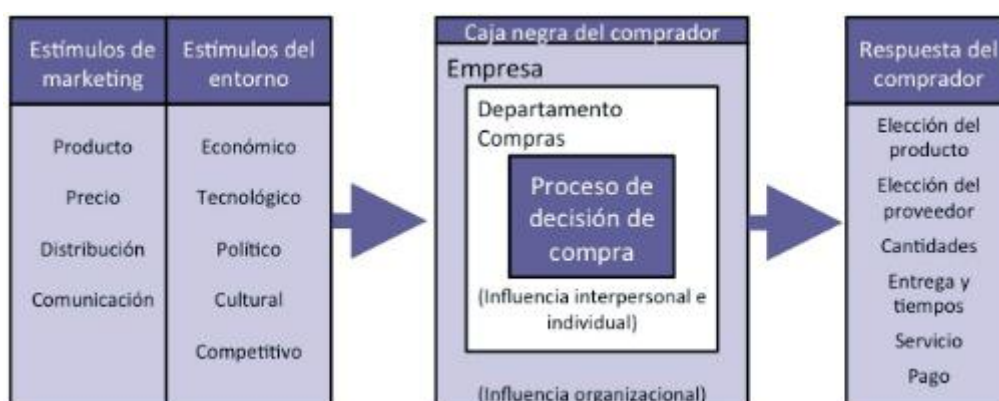 Estímulos de
marketing
Estímulos del
entorno
Producto
Económico
Precio
Tecnológico
Distribución
Político
Comunicación
Cultural
Competitivo
Caja negra del comprador
Empresa
Departamento
Compras
Proceso de
decisión de
compra
(Influencia interpersonal e
individual)
(Influencia organizacional)
Respuesta del
comprador
Elección del
producto
Elección del
proveedor
Cantidades
Entrega y
tiempos
Servicio
Pago